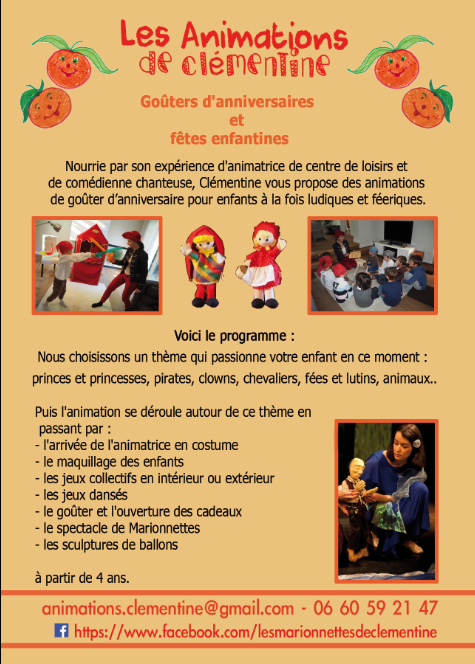 Les Animations
de clémentine
Goûters d'anniversaires
et
fêtes enfantines
Nourrie par son expérience d'animatrice de centre de loisirs et
de comédienne chanteuse, Clémentine vous propose des animations
de goûter d'anniversaire pour enfants à la fois ludiques et féeriques.
Voici le programme :
Nous choisissons un thème qui passionne votre enfant en ce moment :
princes et princesses, pirates, clowns, chevaliers, fées et lutins, animaux..
Puis l'animation se déroule autour de ce thème en
passant par :
- l'arrivée de l'animatrice en costume
- le maquillage des enfants
- les jeux collectifs en intérieur ou extérieur
- les jeux dansés
- le goûter et l'ouverture des cadeaux
- le spectacle de Marionnettes
- les sculptures de ballons
à partir de 4 ans.
animations.clementine@gmail.com - 06 60 59 21 47
f https://www.facebook.com/lesmarionnettesdeclementine